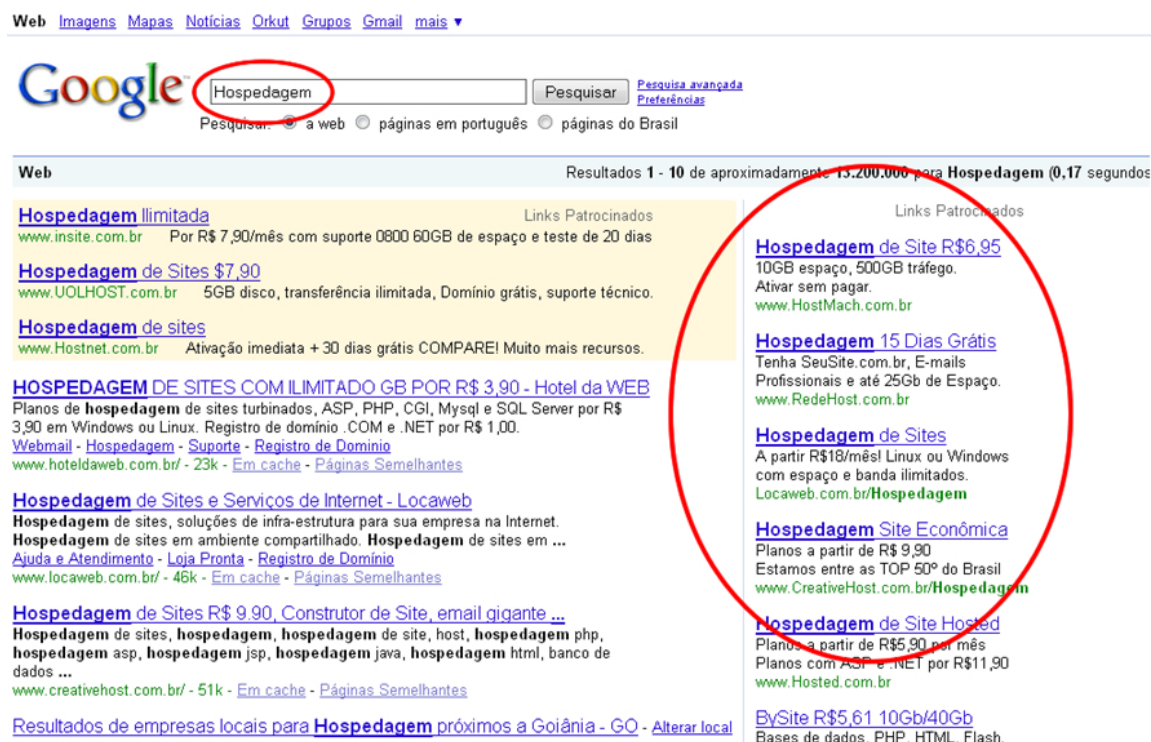 Web Imagens Mapas Notícias Orkut Grupos Gmail mais ▼
Google™
Hospedagem
Pesquisar
Pesquisa avançada
Preferências
Pesquisar: a web páginas em português páginas do Brasil
Web
Resultados 1 - 10 de aproximadamente 13.200.000 para Hospedagem (0,17 segundos
Hospedagem Ilimitada
Links Patrocinados
www.insite.com.br Por R$ 7,90/mês com suporte 0800 60GB de espaço e teste de 20 dias
Hospedagem de Sites $7,90
www.UOLHOST.com.br 5GB disco, transferência ilimitada, Domínio grátis, suporte técnico.
Hospedagem de sites
www.Hostnet.com.br Ativação imediata + 30 dias grátis COMPARE! Muito mais recursos.
HOSPEDAGEM DE SITES COM ILIMITADO GB POR R$ 3,90 - Hotel da WEB
Planos de hospedagem de sites turbinados, ASP, PHP, CGI, Mysql e SQL Server por R$
3,90 em Windows ou Linux. Registro de domínio .COM e .NET por R$ 1,00.
Webmail - Hospedagem - Suporte - Registro de Dominio
www.hoteldaweb.com.br/ - 23k - Em cache - Páginas Semelhantes
Hospedagem de Sites e Serviços de Internet - Locaweb
Hospedagem de sites, soluções de infra-estrutura para sua empresa na Internet.
Hospedagem de sites em ambiente compartilhado. Hospedagem de sites em ...
Ajuda e Atendimento - Loja Pronta - Registro de Domínio
www.locaweb.com.br/ - 46k - Em cache - Páginas Semelhantes
Hospedagem de Sites R$ 9.90, Construtor de Site, email gigante ...
Hospedagem de sites, hospedagem, hospedagem de site, host, hospedagem php,
hospedagem asp, hospedagem jsp, hospedagem java, hospedagem html, banco de
dados ...
www.creativehost.com.br/ - 51k - Em cache - Páginas Semelhantes
Resultados de empresas locais para Hospedagem próximos a Goiânia - GO - Alterar local
Links Patrocinados
Hospedagem de Site R$6,95
10GB espaço, 500GB tráfego.
Ativar sem pagar.
www.HostMach.com.br
Hospedagem 15 Dias Grátis
Tenha SeuSite.com.br, E-mails
Profissionais e até 25Gb de Espaço.
www.RedeHost.com.br
Hospedagem de Sites
A partir R$18/mês! Linux ou Windows
com espaço e banda ilimitados.
Locaweb.com.br/Hospedagem
Hospedagem Site Econômica
Planos a partir de R$ 9,90
Estamos entre as TOP 50º do Brasil
www.CreativeHost.com.br/Hospedagem
Hospedagem de Site Hosted
Planos a partir de R$5,90 por mês
Planos com ASP e .NET por R$11,90
www.Hosted.com.br
BySite R$5,61 10Gb/40Gb
Bases de dados, PHP, HTML, Flash,